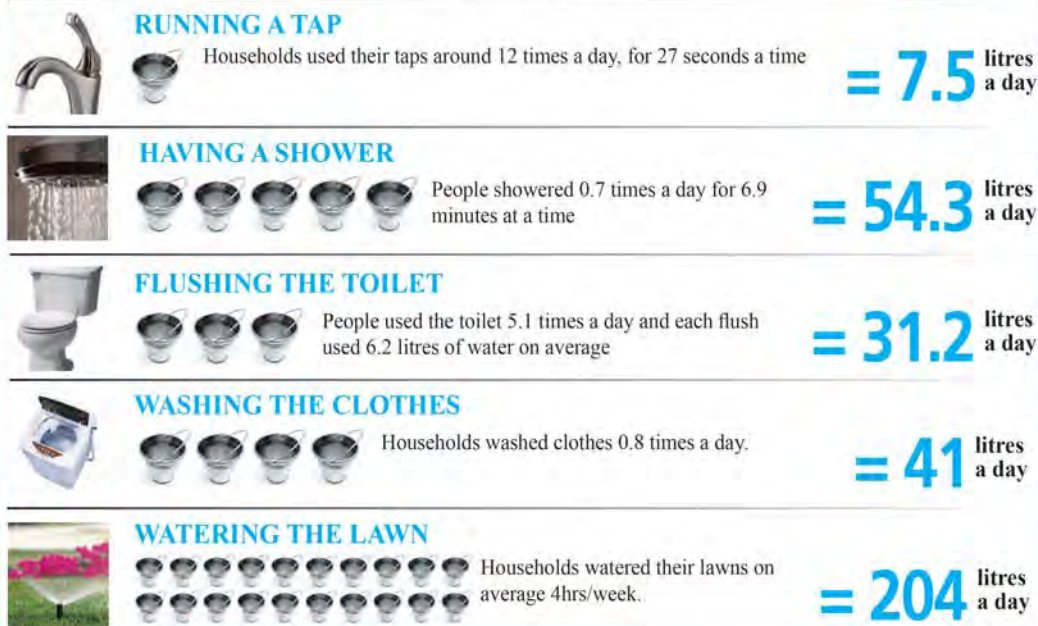 RUNNING A TAP
Households used their taps around 12 times a day, for 27 seconds a time
= 7.5 litres
a day
HAVING A SHOWER
People showered 0.7 times a day for 6.9
minutes at a time
= 54.3 litres
a day
FLUSHING THE TOILET
People used the toilet 5.1 times a day and each flush
used 6.2 litres of water on average
= 31.2 litres
a day
WASHING THE CLOTHES
Households washed clothes 0.8 times a day.
= 41 litres
a day
WATERING THE LAWN
Households watered their lawns on
average 4hrs/week.
= 204 litres
a day